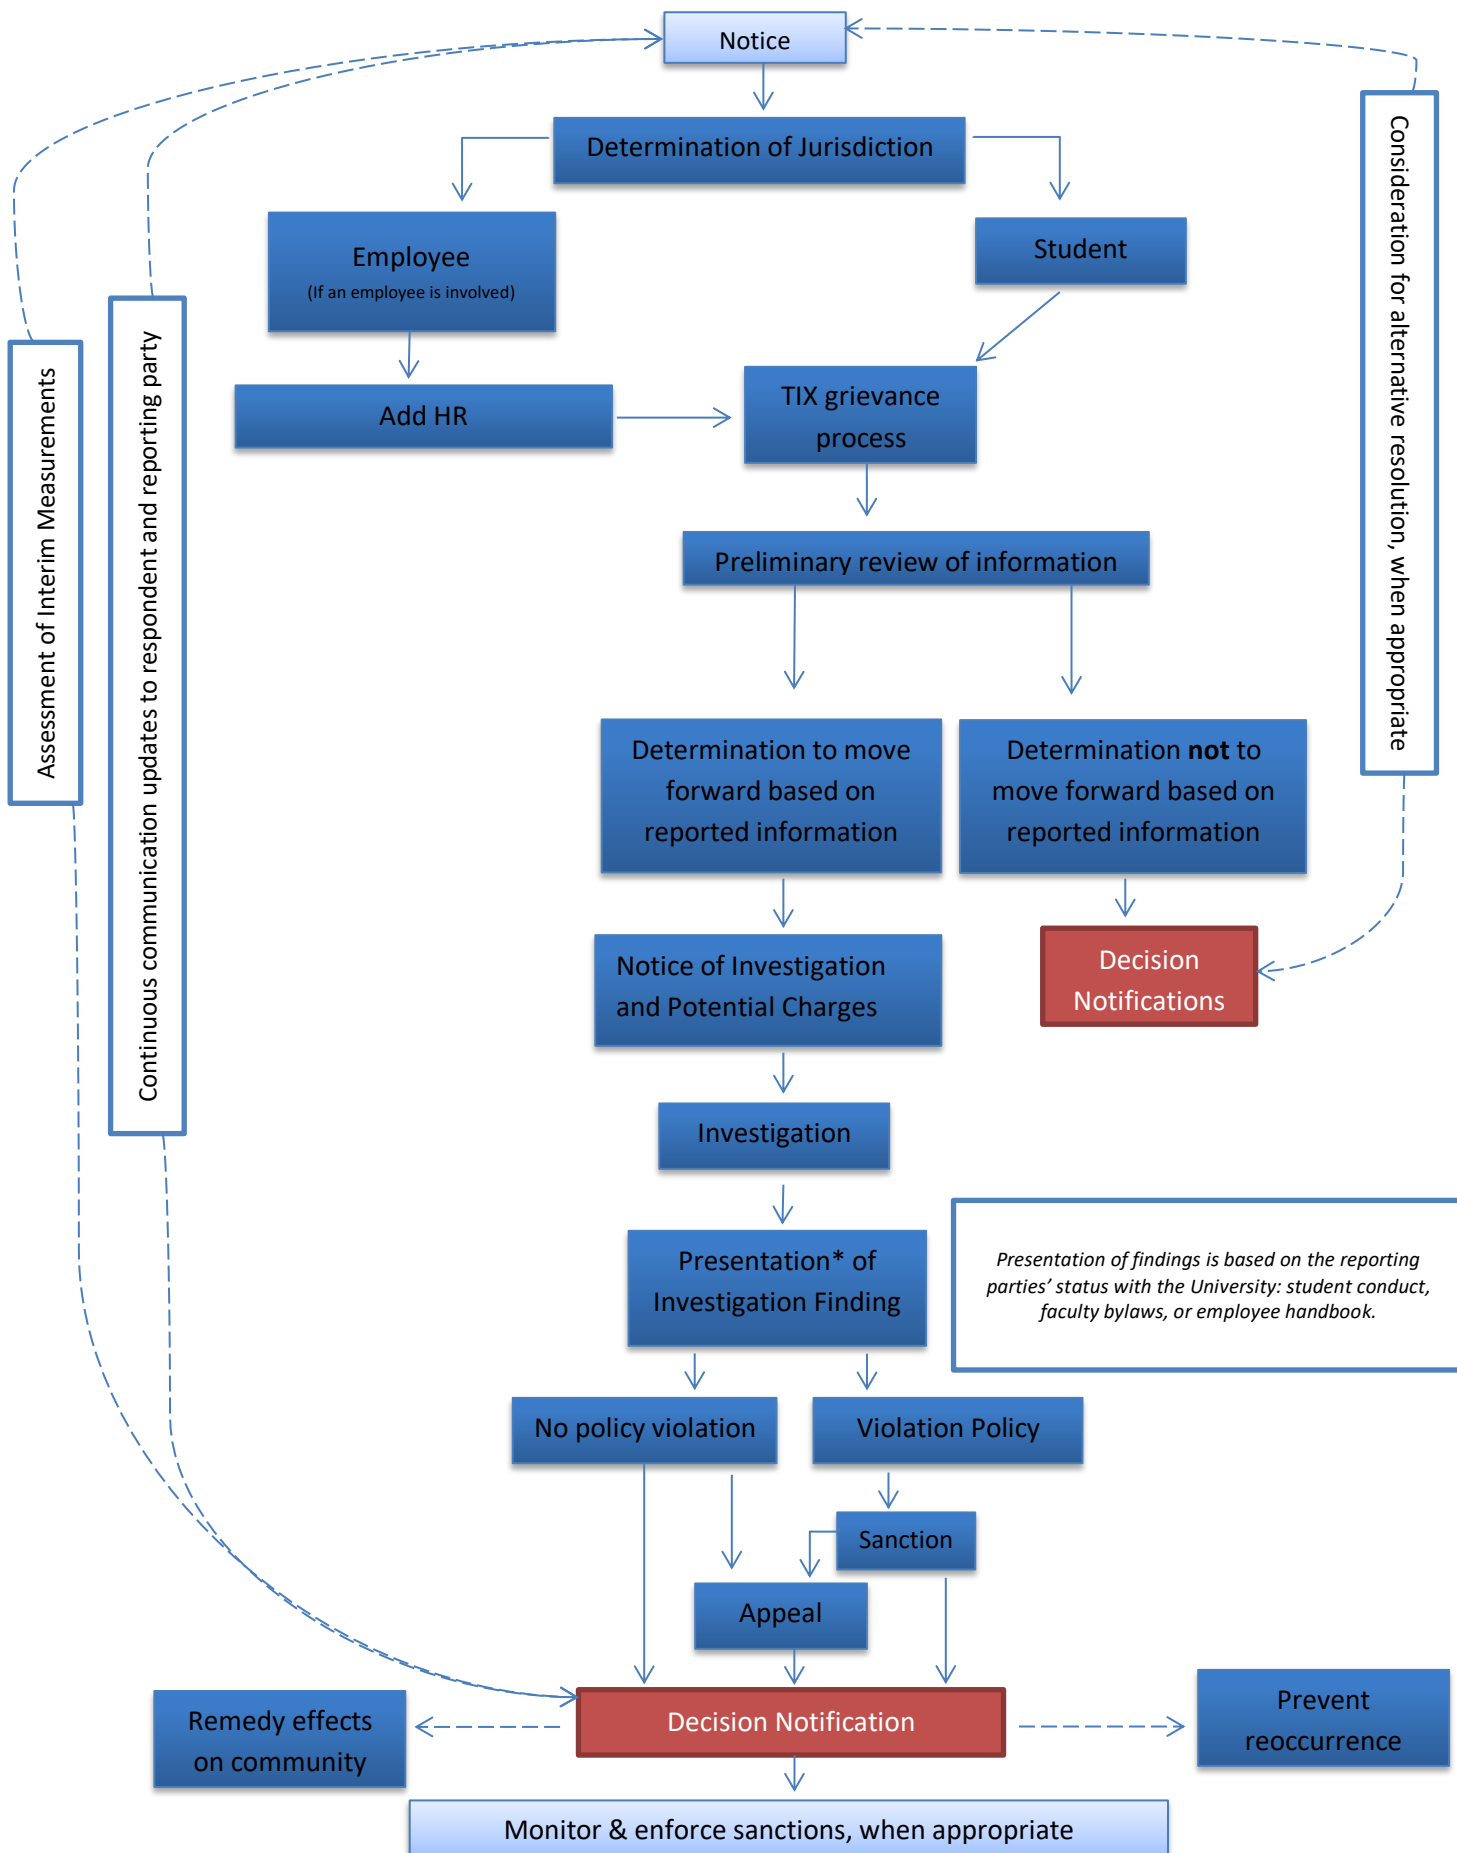 Notice
Determination of Jurisdiction
Employee
(If an employee is involved)
Student
Add HR
TIX grievance
process
Preliminary review of information
Assessment of Interim Measurements
Continuous communication updates to respondent and reporting party
Consideration for alternative resolution, when appropriate
Determination to move
forward based on
reported information
Determination not to
move forward based on
reported information
Notice of Investigation
and Potential Charges
Decision
Notifications
Investigation
Presentation* of
Investigation Finding
Presentation of findings is based on the reporting
parties’ status with the University: student conduct,
faculty bylaws, or employee handbook.
No policy violation
Violation Policy
Sanction
Appeal
Remedy effects
on community
Decision Notification
Prevent
reoccurrence
Monitor & enforce sanctions, when appropriate